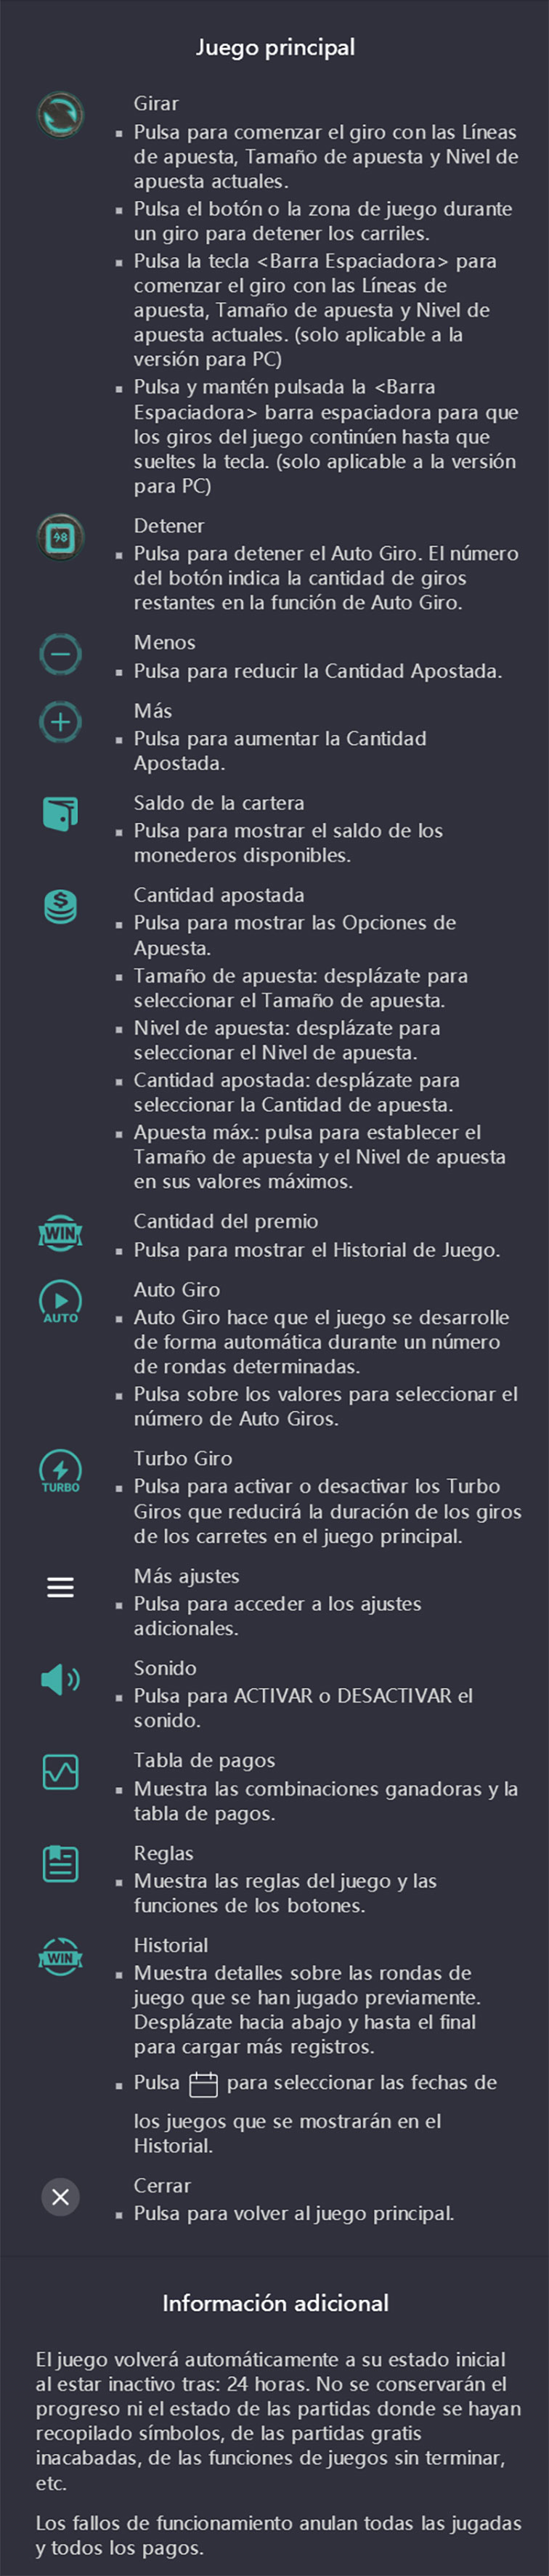 Juego principal
Girar
▪ Pulsa para comenzar el giro con las Líneas
de apuesta, Tamaño de apuesta y Nivel de
apuesta actuales.
▪ Pulsa el botón o la zona de juego durante
un giro para detener los carriles.
▪ Pulsa la tecla <Barra Espaciadora> para
comenzar el giro con las Líneas de
apuesta, Tamaño de apuesta y Nivel de
apuesta actuales. (solo aplicable a la
versión para PC)
▪ Pulsa y mantén pulsada la <Barra
Espaciadora> barra espaciadora para que
los giros del juego continúen hasta que
sueltes la tecla. (solo aplicable a la versión
para PC)
48
Detener
▪ Pulsa para detener el Auto Giro. El número
del botón indica la cantidad de giros
restantes en la función de Auto Giro.
Menos
▪ Pulsa para reducir la Cantidad Apostada.
Más
▪ Pulsa para aumentar la Cantidad
Apostada.
Saldo de la cartera
▪ Pulsa para mostrar el saldo de los
monederos disponibles.
Cantidad apostada
▪ Pulsa para mostrar las Opciones de
Apuesta.
▪ Tamaño de apuesta: desplázate para
seleccionar el Tamaño de apuesta.
▪ Nivel de apuesta: desplázate para
seleccionar el Nivel de apuesta.
▪ Cantidad apostada: desplázate para
seleccionar la Cantidad de apuesta.
▪ Apuesta máx.: pulsa para establecer el
Tamaño de apuesta y el Nivel de apuesta
en sus valores máximos.
WIN
Cantidad del premio
▪ Pulsa para mostrar el Historial de Juego.
AUTO
Auto Giro
▪ Auto Giro hace que el juego se desarrolle
de forma automática durante un número
de rondas determinadas.
▪ Pulsa sobre los valores para seleccionar el
número de Auto Giros.
TURBO
Turbo Giro
▪ Pulsa para activar o desactivar los Turbo
Giros que reducirá la duración de los giros
de los carretes en el juego principal.
Más ajustes
▪ Pulsa para acceder a los ajustes
adicionales.
Sonido
▪ Pulsa para ACTIVAR o DESACTIVAR el
sonido.
Tabla de pagos
▪ Muestra las combinaciones ganadoras y la
tabla de pagos.
Reglas
▪ Muestra las reglas del juego y las
funciones de los botones.
WIN
Historial
▪ Muestra detalles sobre las rondas de
juego que se han jugado previamente.
Desplázate hacia abajo y hasta el final
para cargar más registros.
▪ Pulsa para seleccionar las fechas de
los juegos que se mostrarán en el
Historial.
Cerrar
▪ Pulsa para volver al juego principal.
Información adicional
El juego volverá automáticamente a su estado inicial
al estar inactivo tras: 24 horas. No se conservarán el
progreso ni el estado de las partidas donde se hayan
recopilado símbolos, de las partidas gratis
inacabadas, de las funciones de juegos sin terminar,
etc.
Los fallos de funcionamiento anulan todas las jugadas
y todos los pagos.